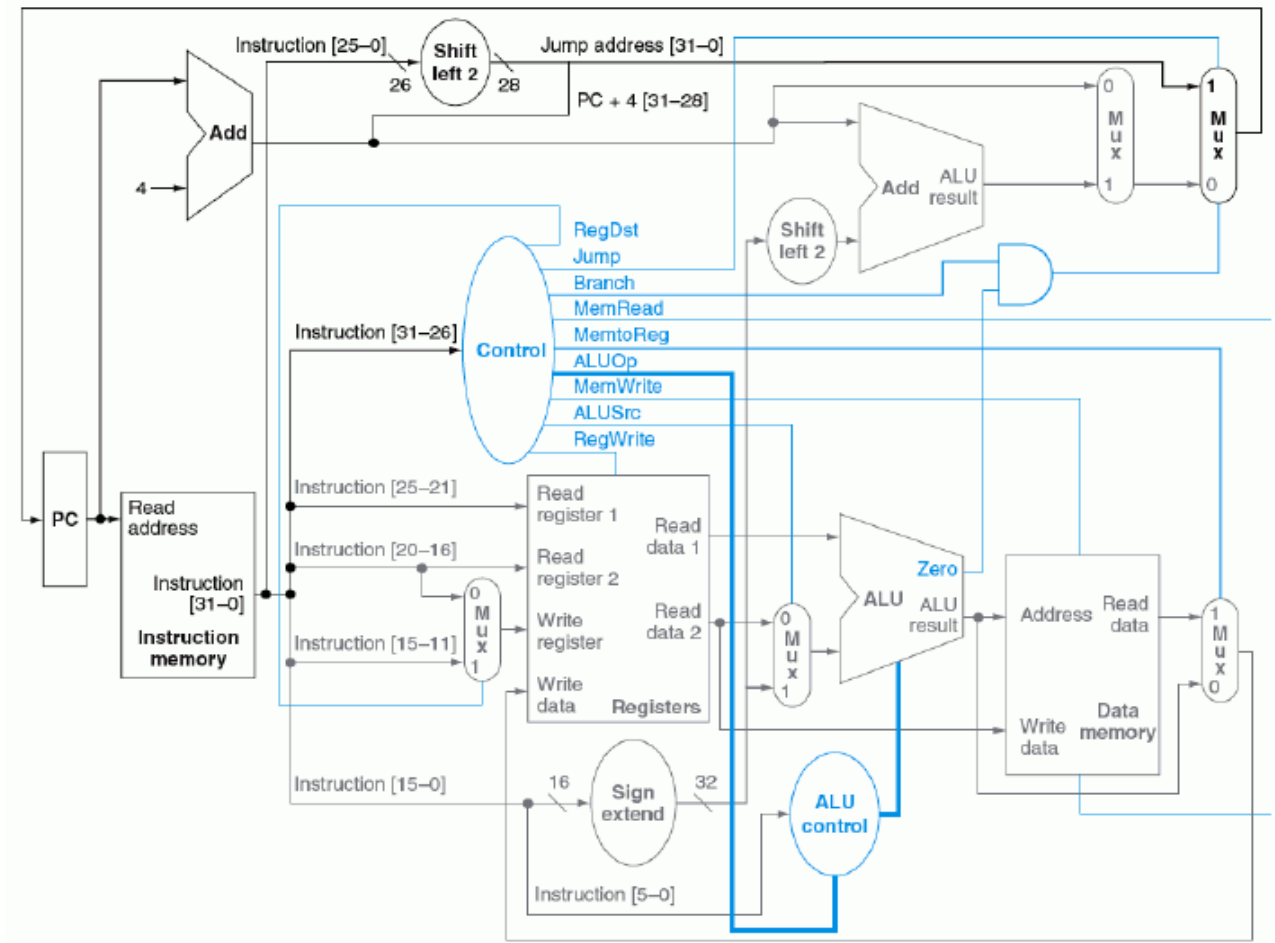 Instruction [25–0]
26
Shift
left 2
28
Jump address [31–0]
PC + 4 [31–28]
Add
4
0
M
u
x
1
1
M
u
x
0
Add
ALU
result
Shift
left 2
RegDst
Jump
Branch
MemRead
MemtoReg
ALUOp
MemWrite
ALUSrc
RegWrite
Instruction [31–26]
Control
PC
Read
address
Instruction
[31–0]
Instruction
memory
Instruction [25–21]
Instruction [20–16]
Instruction [15–11]
0
M
u
x
1
Read
register 1
Read
register 2
Write
register
Write
data
Read
data 1
Read
data 2
Registers
0
M
u
x
1
Zero
ALU
ALU
result
Address
Read
data
Write
data
Data
memory
1
M
u
x
0
Instruction [15–0]
16
Sign
extend
32
ALU
control
Instruction [5–0]